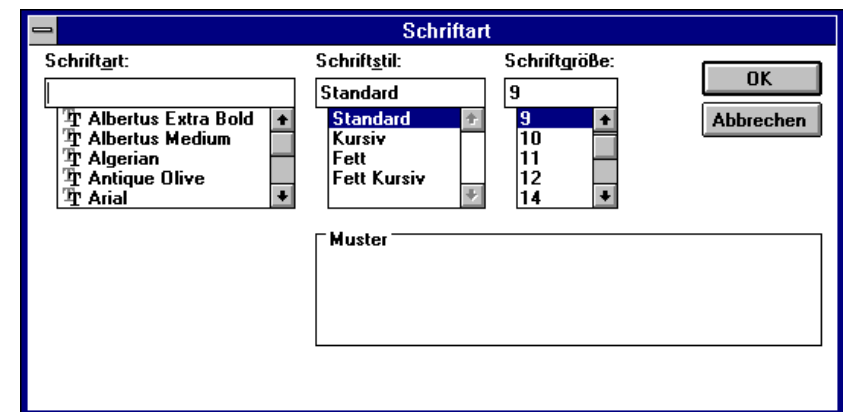 Schriftart
Schriftart:
Schriftstil:
Schriftgröße:
Standard
9
OK
Abbrechen
Albertus Extra Bold
Albertus Medium
Algerian
Antique Olive
Arial
Standard
Kursiv
Fett
Fett Kursiv
9
10
11
12
14
Muster